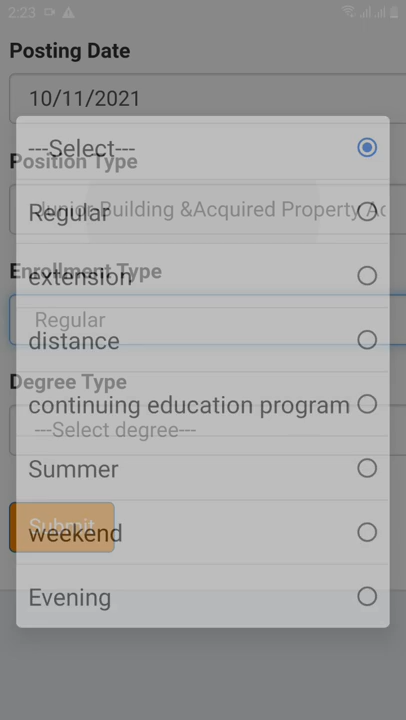 2:23
Posting Date
10/11/2021
---Select---
Position Type
Regular
Junior Building &Acquired Property Ac
Enrollment Type
extension
Regular
distance
Degree Type
continuing education program
---Select degree---
Summer
Submit
weekend
Evening